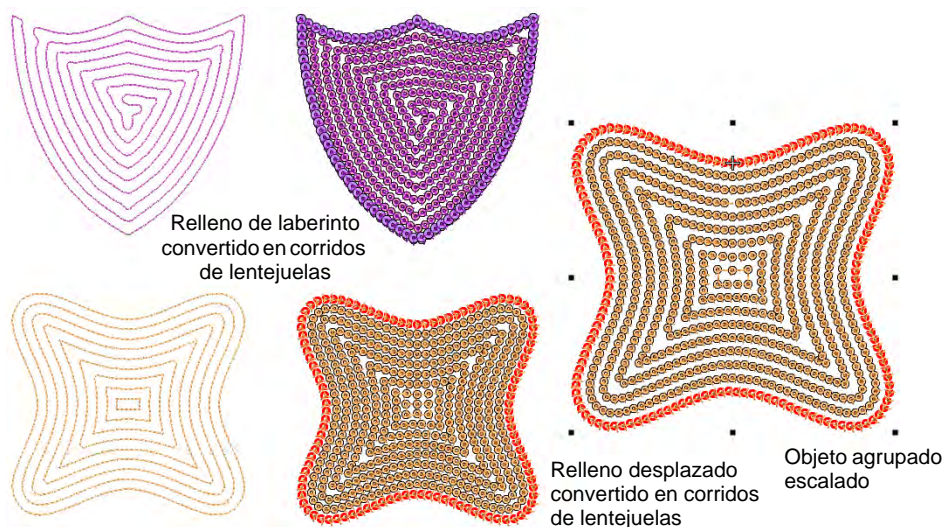 Relleno de laberinto
convertido en corridos
de lentejuelas
Relleno desplazado
convertido en corridos
de lentejuelas
Objeto agrupado
escalado